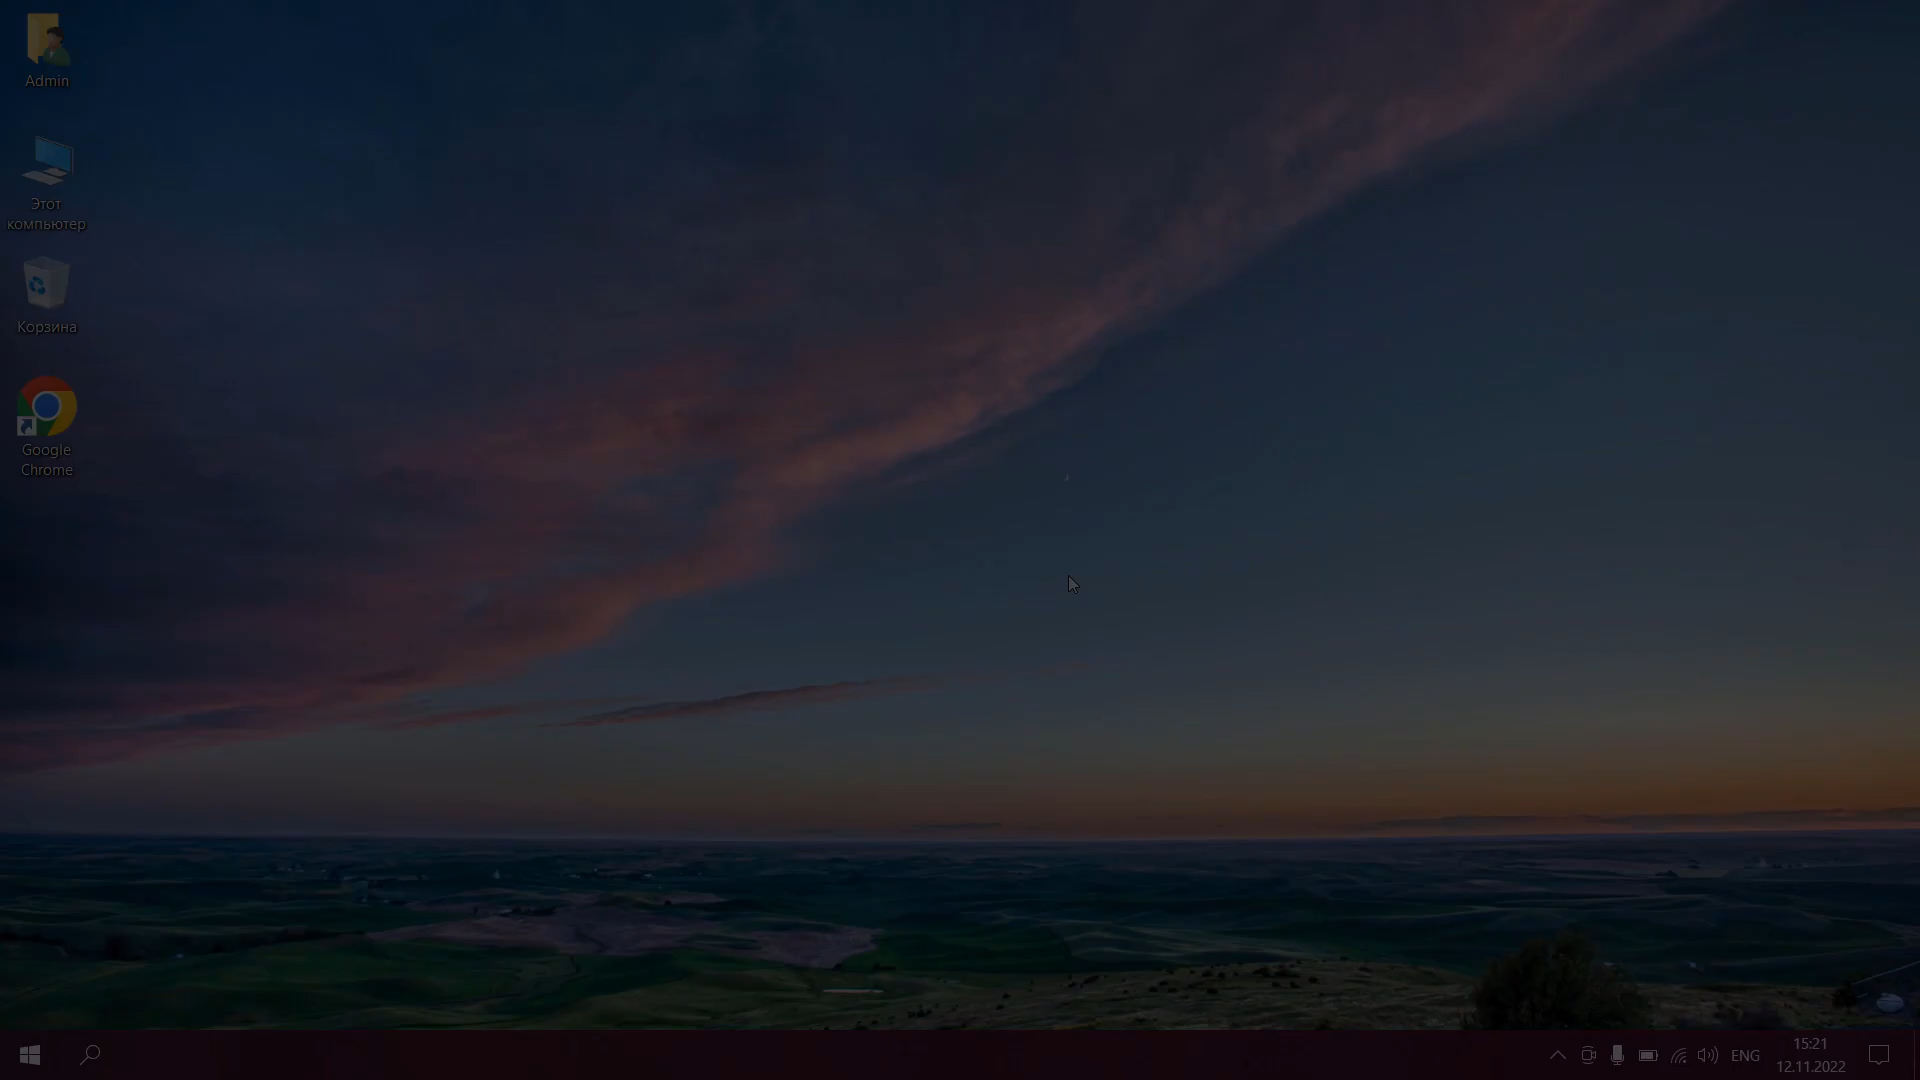 Admin
Этот
компьютер
Корзина
Google
Chrome
ENG
15:21
12.11.2022